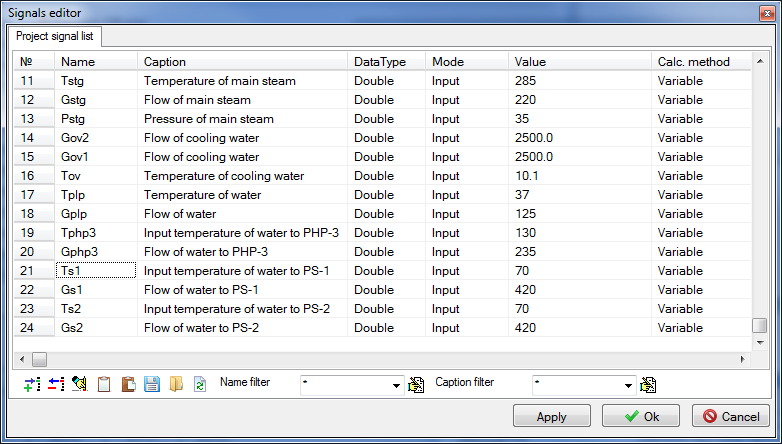 Signals editor
Project signal list
№ Name Caption DataType Mode Value Calc. method
11 Tstg Temperature of main steam Double Input 285 Variable
12 Gstg Flow of main steam Double Input 220 Variable
13 Pstg Pressure of main steam Double Input 35 Variable
14 Gov2 Flow of cooling water Double Input 2500.0 Variable
15 Gov1 Flow of cooling water Double Input 2500.0 Variable
16 Tov Temperature of cooling water Double Input 10.1 Variable
17 Tplp Temperature of water Double Input 37 Variable
18 Gplp Flow of water Double Input 125 Variable
19 Tphp3 Input temperature of water to PHP-3 Double Input 130 Variable
20 Gphp3 Flow of water to PHP-3 Double Input 235 Variable
21 Ts1 Input temperature of water to PS-1 Double Input 70 Variable
22 Gs1 Flow of water to PS-1 Double Input 420 Variable
23 Ts2 Input temperature of water to PS-2 Double Input 70 Variable
24 Gs2 Flow of water to PS-2 Double Input 420 Variable
Name filter * Caption filter *
Apply Ok Cancel